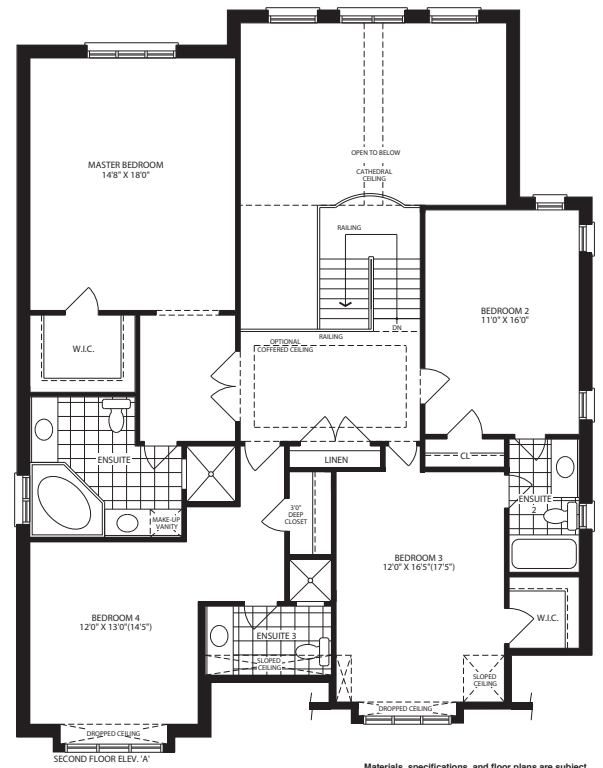 OPEN TO BELOW
CATHEDRAL
CEILING
MASTER BEDROOM
14'8" X 18'0"
RAILING
BEDROOM 2
11'0" X 16'0"
DN
RAILING
OPTIONAL
COFFERED CEILING
W.I.C.
ENSUITE
LINEN
CL
MAKE-UP
VANITY
3'0"
DEEP
CLOSET
ENSUITE
2
BEDROOM 3
12'0" X 16'5"(17'5")
BEDROOM 4
12'0" X 13'0"(14'5")
W.I.C.
ENSUITE 3
SLOPED
CEILING
SLOPED
CEILING
DROPPED CEILING
DROPPED CEILING
SECOND FLOOR ELEV. 'A'
Materials, specifications, and floor plans are subject